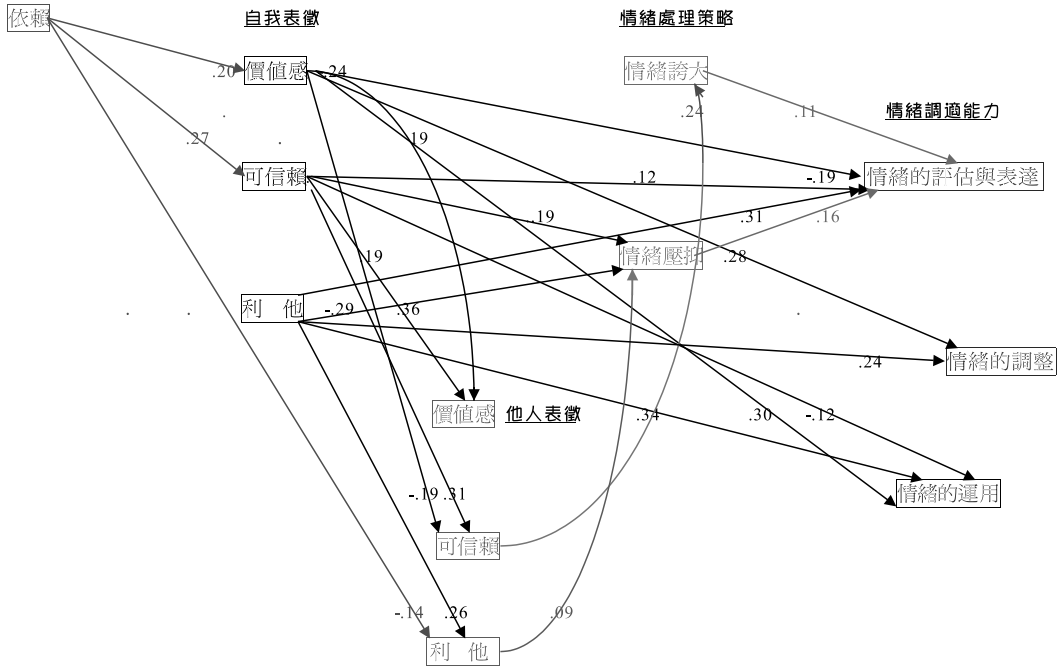 依賴
自我表徵
情緒處理策略
價值感
情緒誇大
情緒調適能力
可信賴
情緒的評估與表達
情緒壓抑
利 他
情緒的調整
價值感
他人表徵
情緒的運用
可信賴
利 他
.20
.24
.24
.11
.27
.19
.12
-.19
.19
.31
.16
.19
.28
-.29
.36
.24
.34
.30
-.12
-.19
.31
-.14
.26
.09